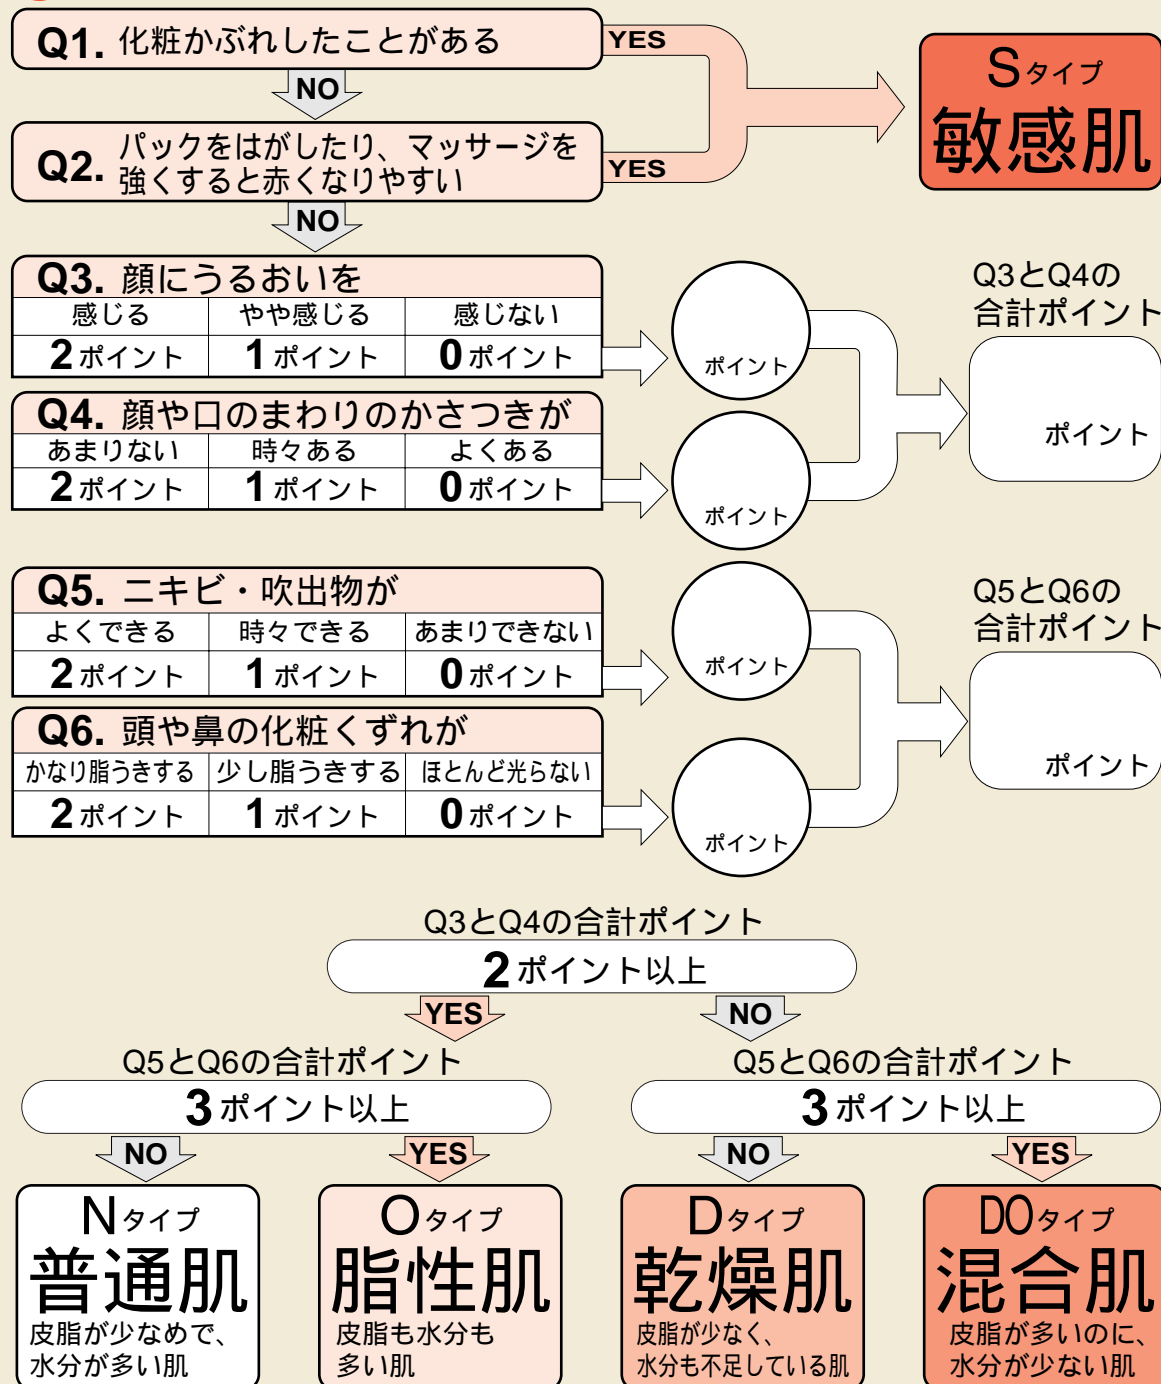 Q1. 化粧かぶれしたことがある
YES
NO
Sタイプ
敏感肌
Q2. パックをはがしたり、マッサージを
強くすると赤くなりやすい
YES
NO
Q3. 顔にうるおいを
感じる やや感じる 感じない
2ポイント 1ポイント 0ポイント
ポイント
Q4. 顔や口のまわりのかさつきが
あまりない 時々ある よくある
2ポイント 1ポイント 0ポイント
ポイント
Q3とQ4の
合計ポイント
ポイント
Q5. ニキビ・吹出物が
よくできる 時々できる あまりできない
2ポイント 1ポイント 0ポイント
ポイント
Q6. 頭や鼻の化粧くずれが
かなり脂うきする 少し脂うきする ほとんど光らない
2ポイント 1ポイント 0ポイント
ポイント
Q5とQ6の
合計ポイント
ポイント
Q3とQ4の合計ポイント
2ポイント以上
YES NO
Q5とQ6の合計ポイント Q5とQ6の合計ポイント
3ポイント以上 3ポイント以上
NO YES NO YES
Nタイプ
普通肌
皮脂が少なめで、
水分が多い肌
Oタイプ
脂性肌
皮脂も水分も
多い肌
Dタイプ
乾燥肌
皮脂が少なく、
水分も不足している肌
DOタイプ
混合肌
皮脂が多いのに、
水分が少ない肌